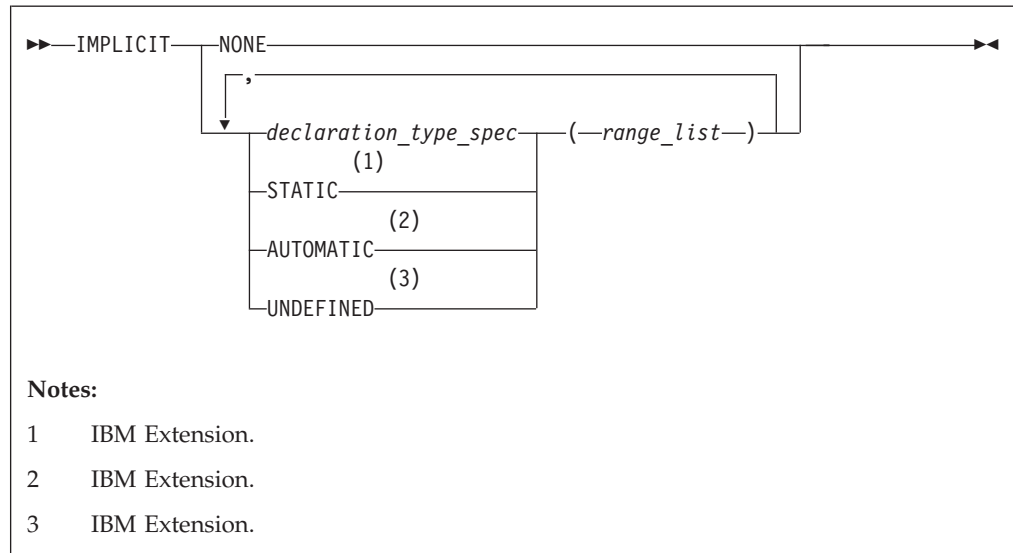 IMPLICIT NONE
,
declaration_type_spec ( range_list )
(1)
STATIC
(2)
AUTOMATIC
(3)
UNDEFINED
Notes:
1 IBM Extension.
2 IBM Extension.
3 IBM Extension.